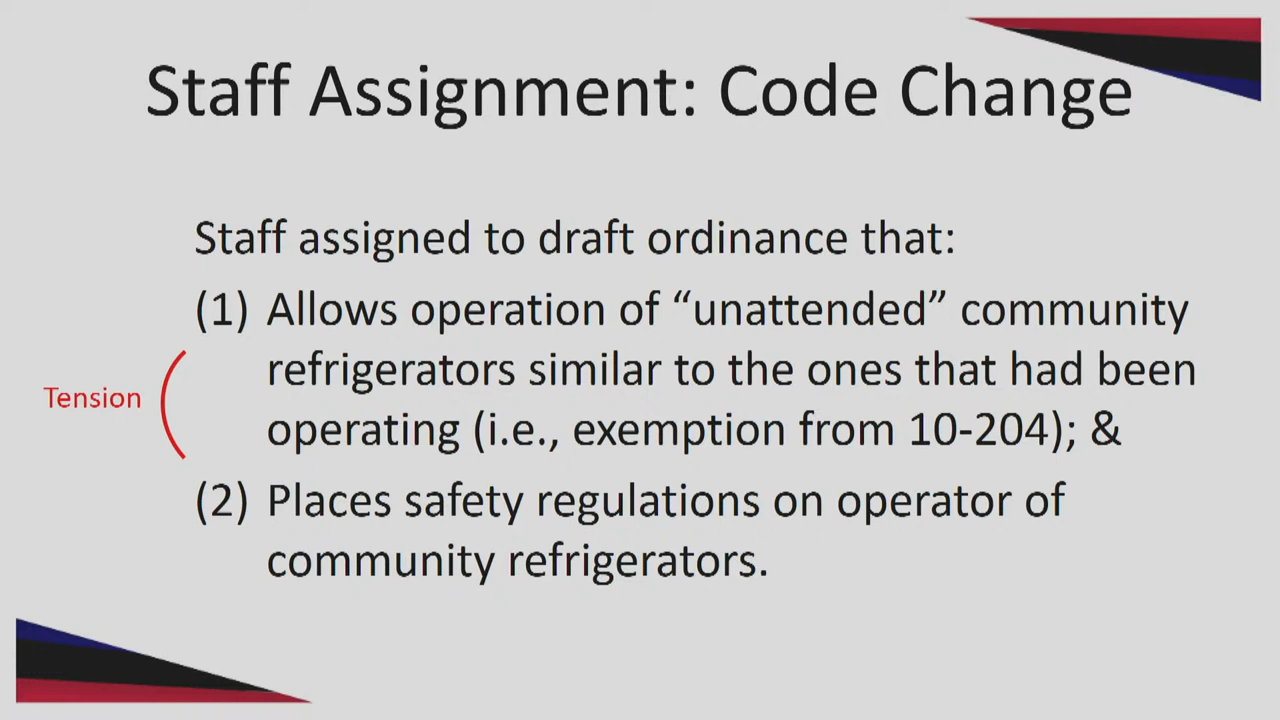 Staff Assignment: Code Change
Staff assigned to draft ordinance that:
(1) Allows operation of “unattended” community
refrigerators similar to the ones that had been
Tension
operating (i.e., exemption from 10-204); &
(2) Places safety regulations on operator of
community refrigerators.